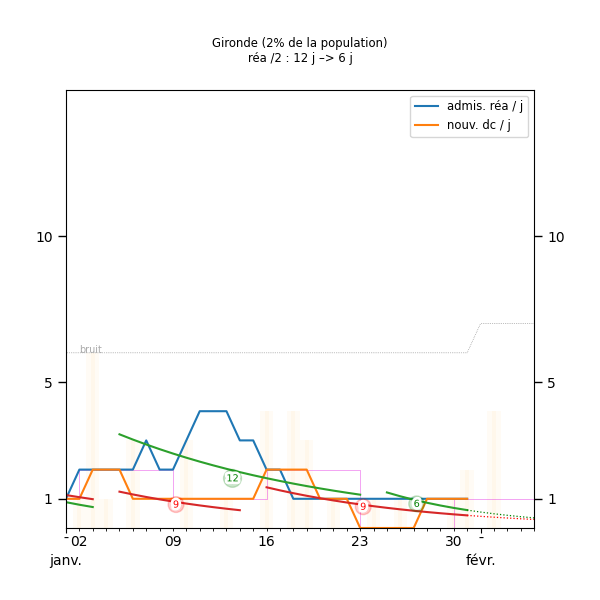 Gironde (2% de la population)
réa /2 : 12 j –> 6 j
admis. réa / j
nouv. dc / j
10 10
bruit
5 5
12
9 9 6
1 1
02 09 16 23 30
janv. févr.